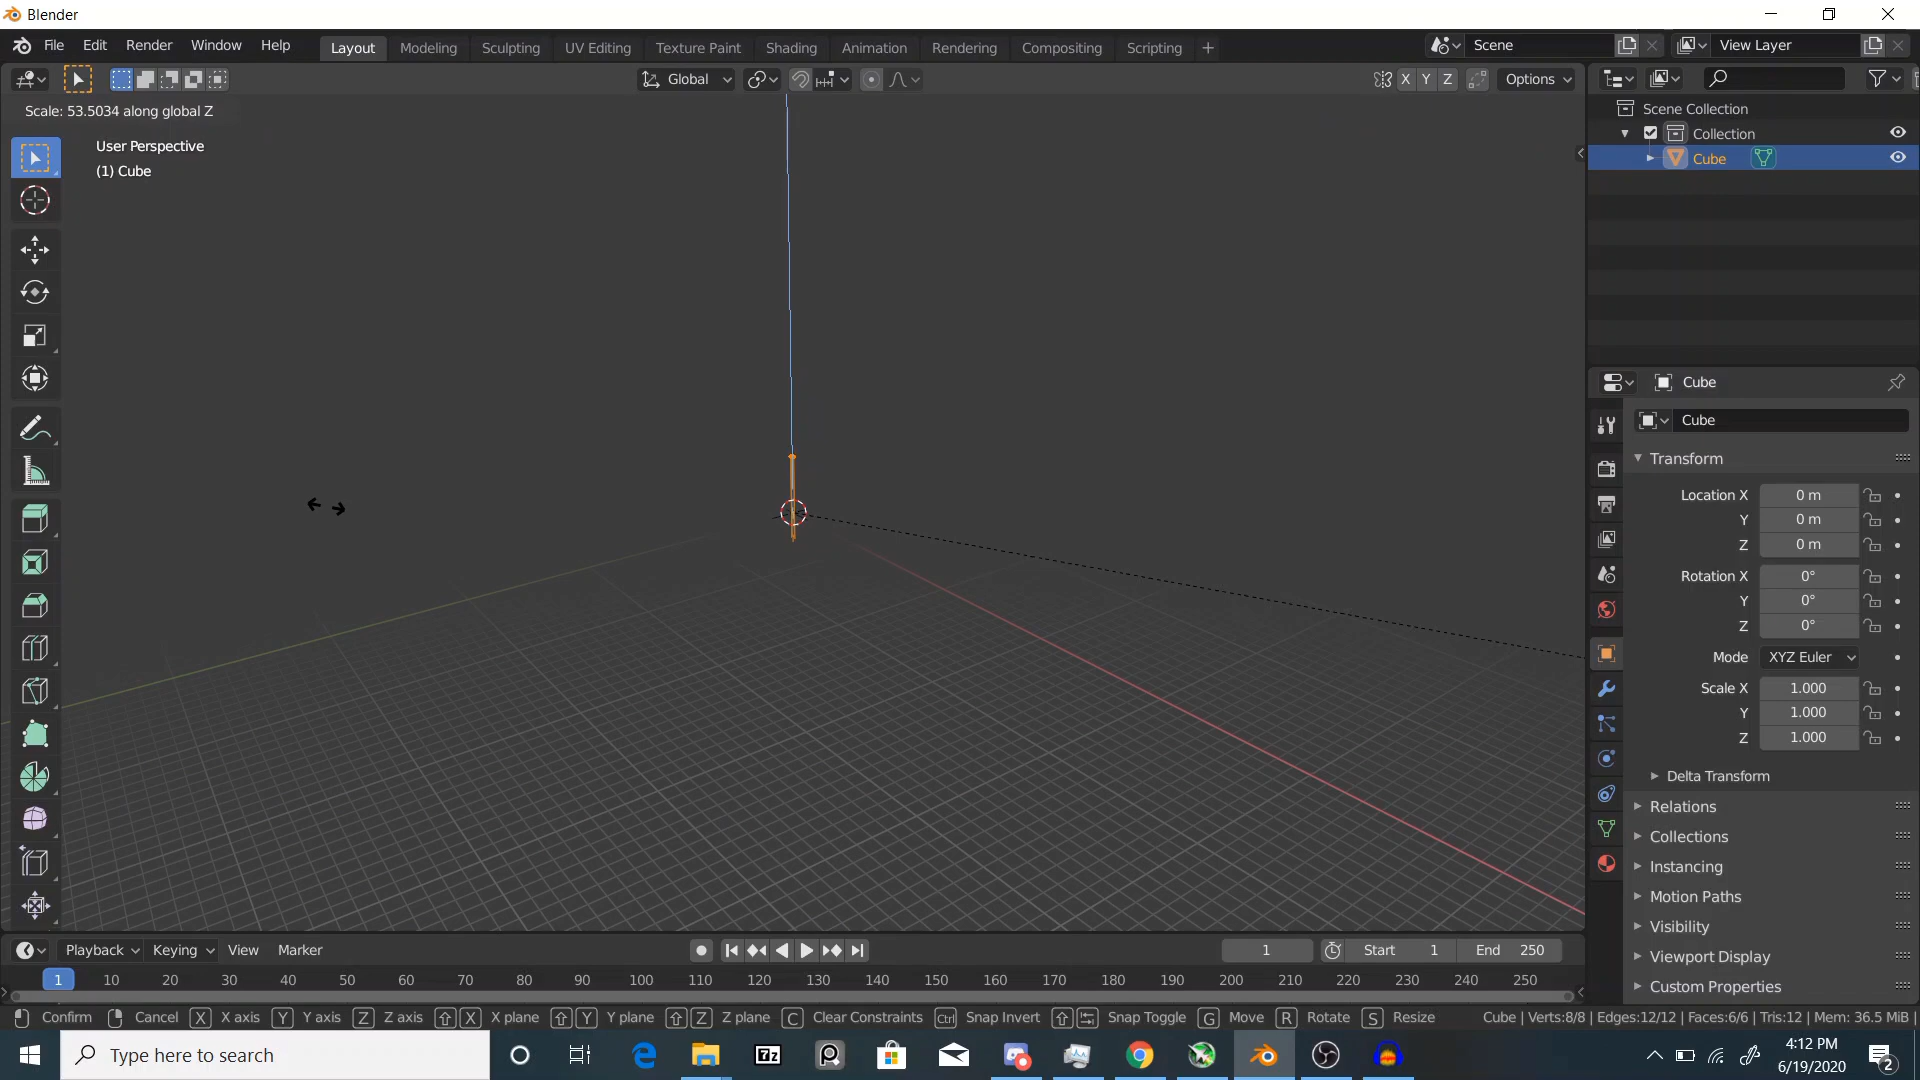 Blender
File Edit Render Window Help
Layout Modeling Sculpting UV Editing Texture Paint Shading Animation Rendering Compositing Scripting +
Scene
View Layer
Global
X Y Z
Options
Scale: 53.5034 along global Z
User Perspective
(1) Cube
Scene Collection
Collection
Cube
Cube
Cube
Transform
Location X 0 m
Y 0 m
Z 0 m
Rotation X 0°
Y 0°
Z 0°
Mode XYZ Euler
Scale X 1.000
Y 1.000
Z 1.000
Delta Transform
Relations
Collections
Instancing
Motion Paths
Visibility
Viewport Display
Custom Properties
Playback Keying View Marker
1
Start 1
End 250
1 10 20 30 40 50 60 70 80 90 100 110 120 130 140 150 160 170 180 190 200 210 220 230 240 250
Confirm Cancel X X axis Y Y axis Z Z axis X X plane Y Y plane Z Z plane C Clear Constraints Ctrl Snap Invert Snap Toggle G Move R Rotate S Resize
Cube | Verts:8/8 | Edges:12/12 | Faces:6/6 | Tris:12 | Mem: 36.5 MiB |
Type here to search
7z
4:12 PM
6/19/2020
2